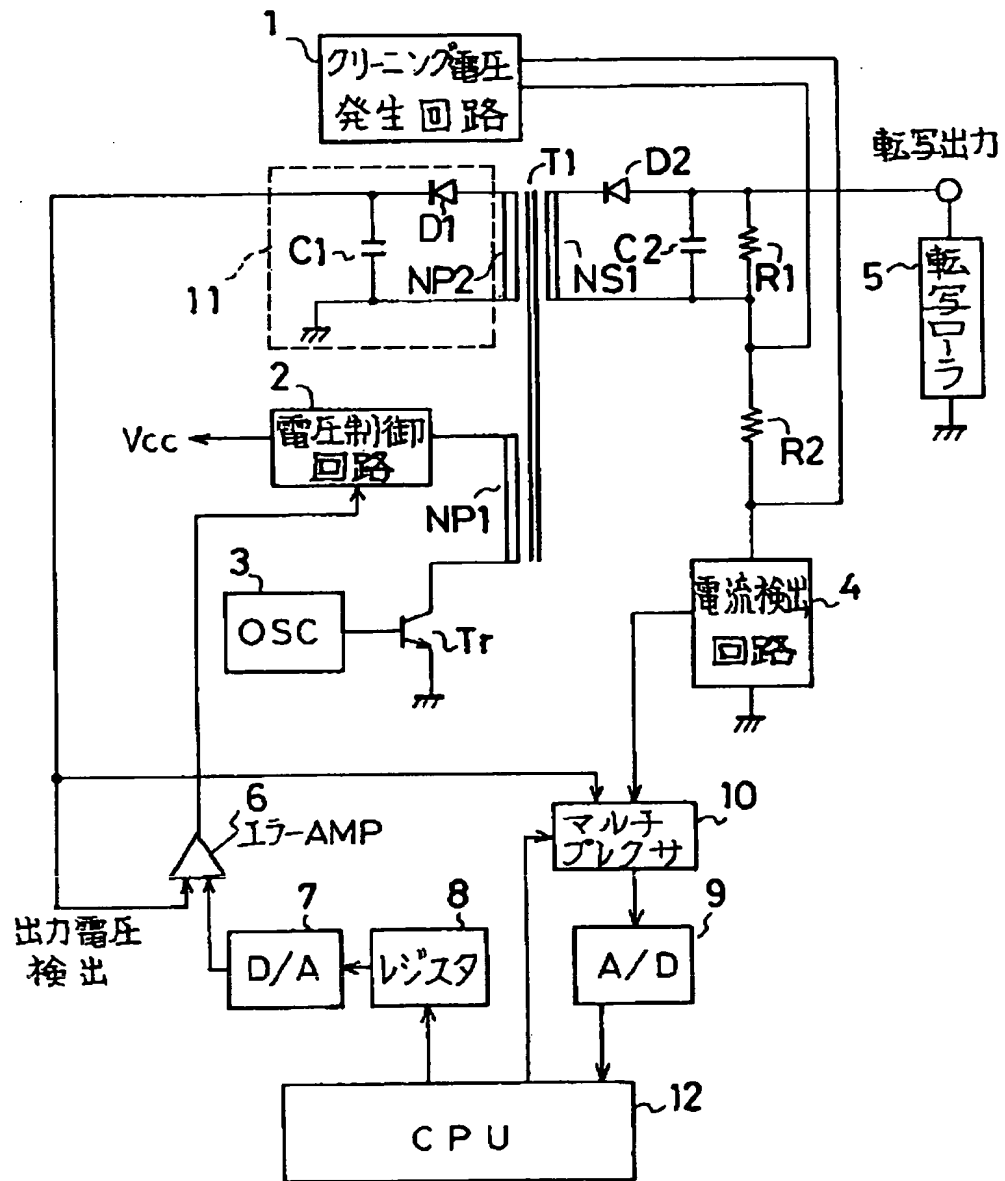 1
クリーニング電圧
発生回路
転写出力
T1
D2
D1
C1
NP2
NS1
C2
R1
11
5
転写ローラ
2
電圧制御
回路
Vcc
R2
NP1
3
OSC
Tr
電流検出
回路
4
6
エラーAMP
マルチ
プレクサ
10
出力電圧
検出
7
D/A
8
レジスタ
9
A/D
CPU
12